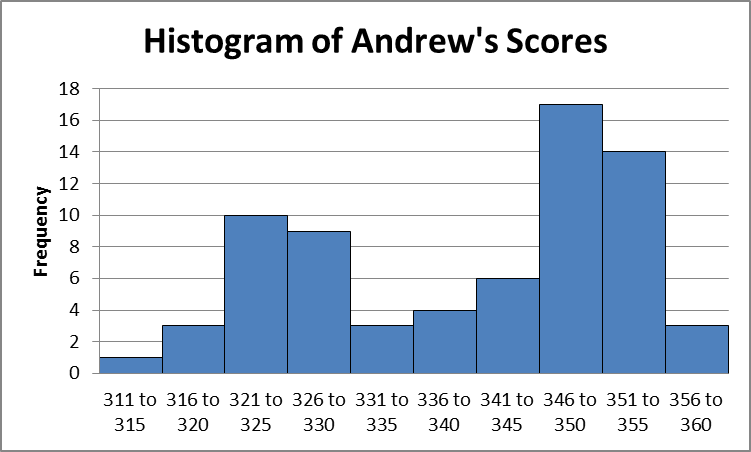 Histogram of Andrew's Scores
Frequency
18
16
14
12
10
8
6
4
2
0
311 to 316 to 321 to 326 to 331 to 336 to 341 to 346 to 351 to 356 to
315 320 325 330 335 340 345 350 355 360